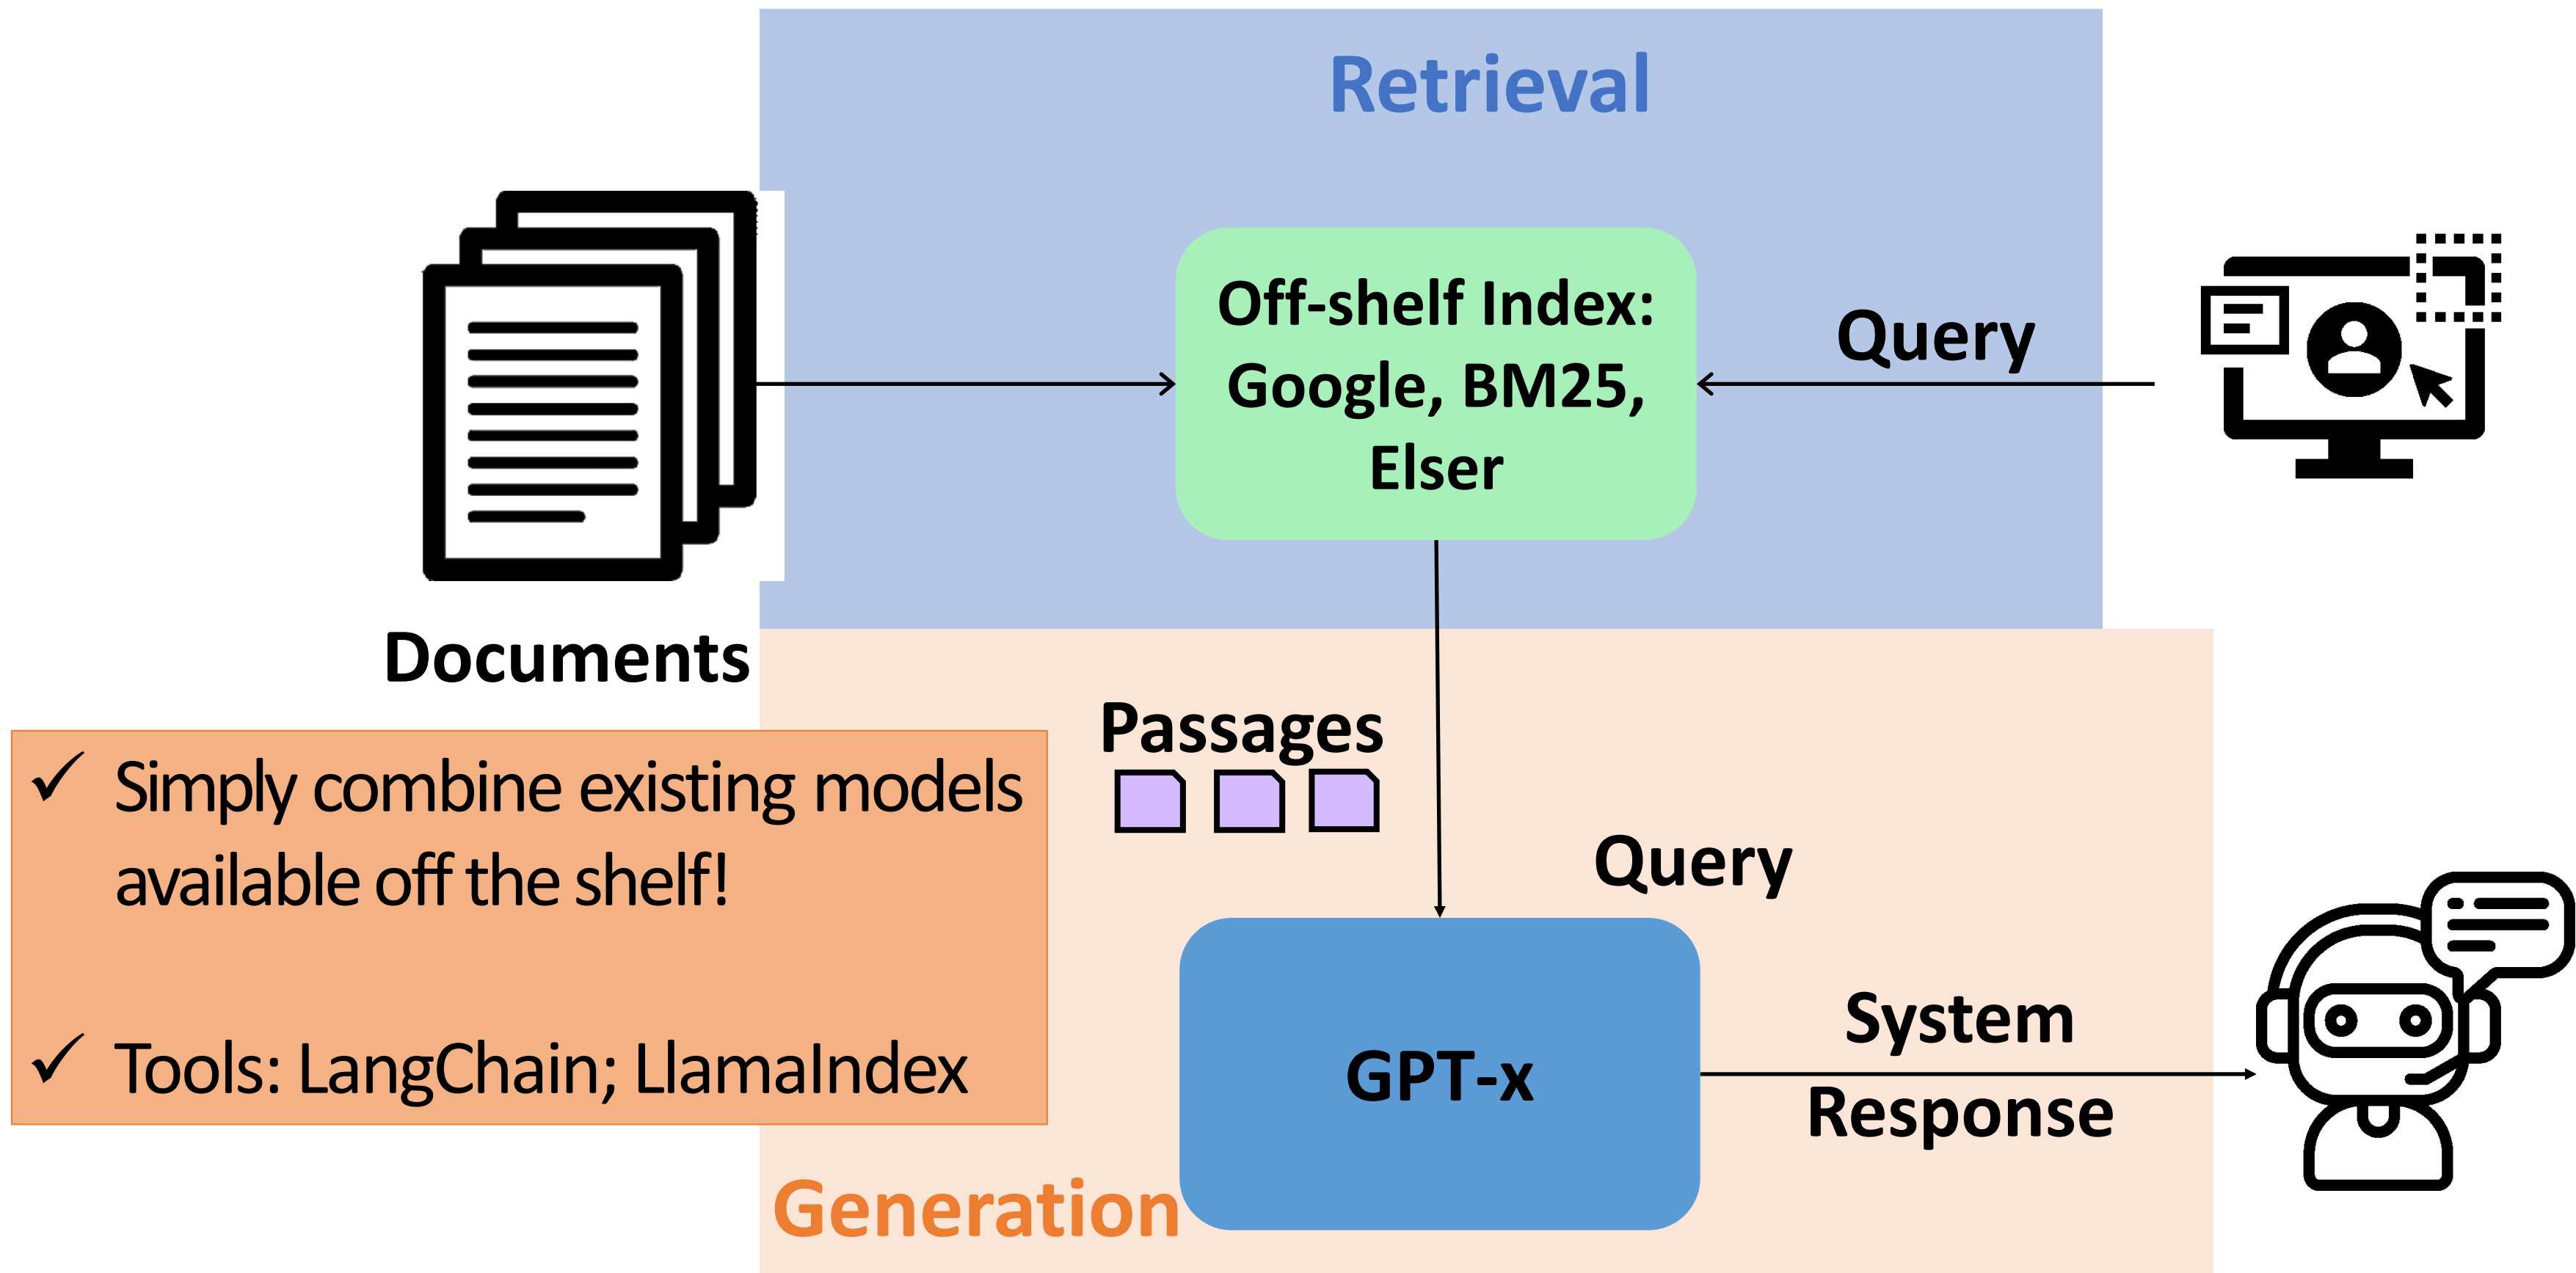 Retrieval
Off-shelf Index:
Google, BM25,
Elser
Query
Documents
Passages
✓ Simply combine existing models
available off the shelf!
✓ Tools: LangChain; LlamaIndex
Query
GPT-x
System
Response
Generation